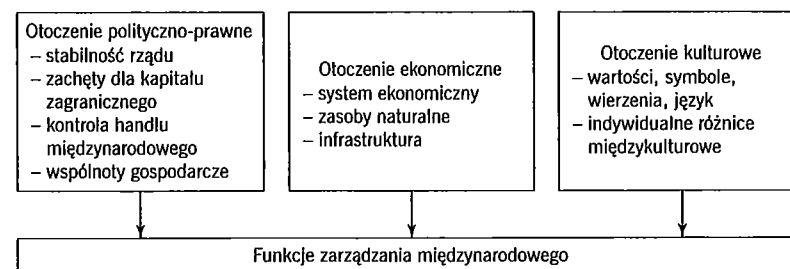 Otoczenie polityczno-prawne
– stabilność rządu
– zachęty dla kapitału
zagranicznego
– kontrola handlu
międzynarodowego
– wspólnoty gospodarcze
Otoczenie ekonomiczne
– system ekonomiczny
– zasoby naturalne
– infrastruktura
Otoczenie kulturowe
– wartości, symbole,
wierzenia, język
– indywidualne różnice
międzykulturowe
Funkcje zarządzania międzynarodowego